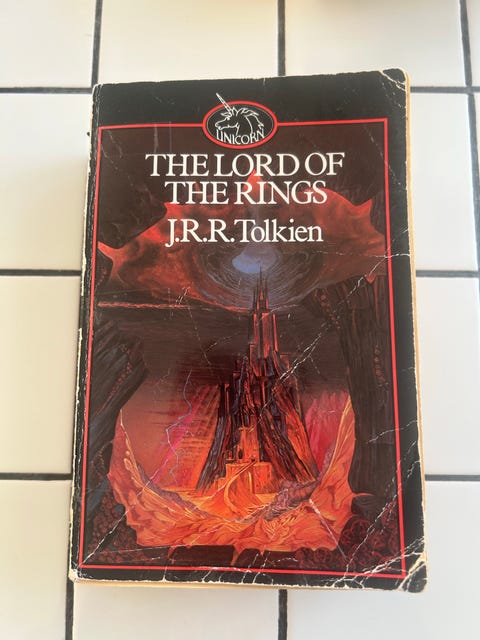 UNICORN
THE LORD OF
THE RINGS
J.R.R. Tolkien